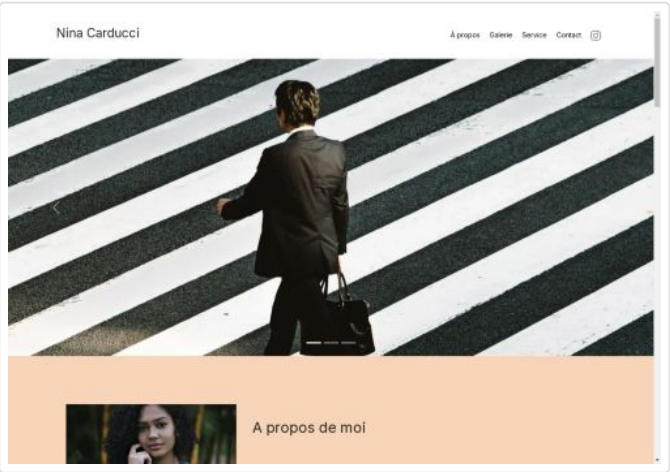 Nina Carducci
À propos Galerie Service Contact
A propos de moi